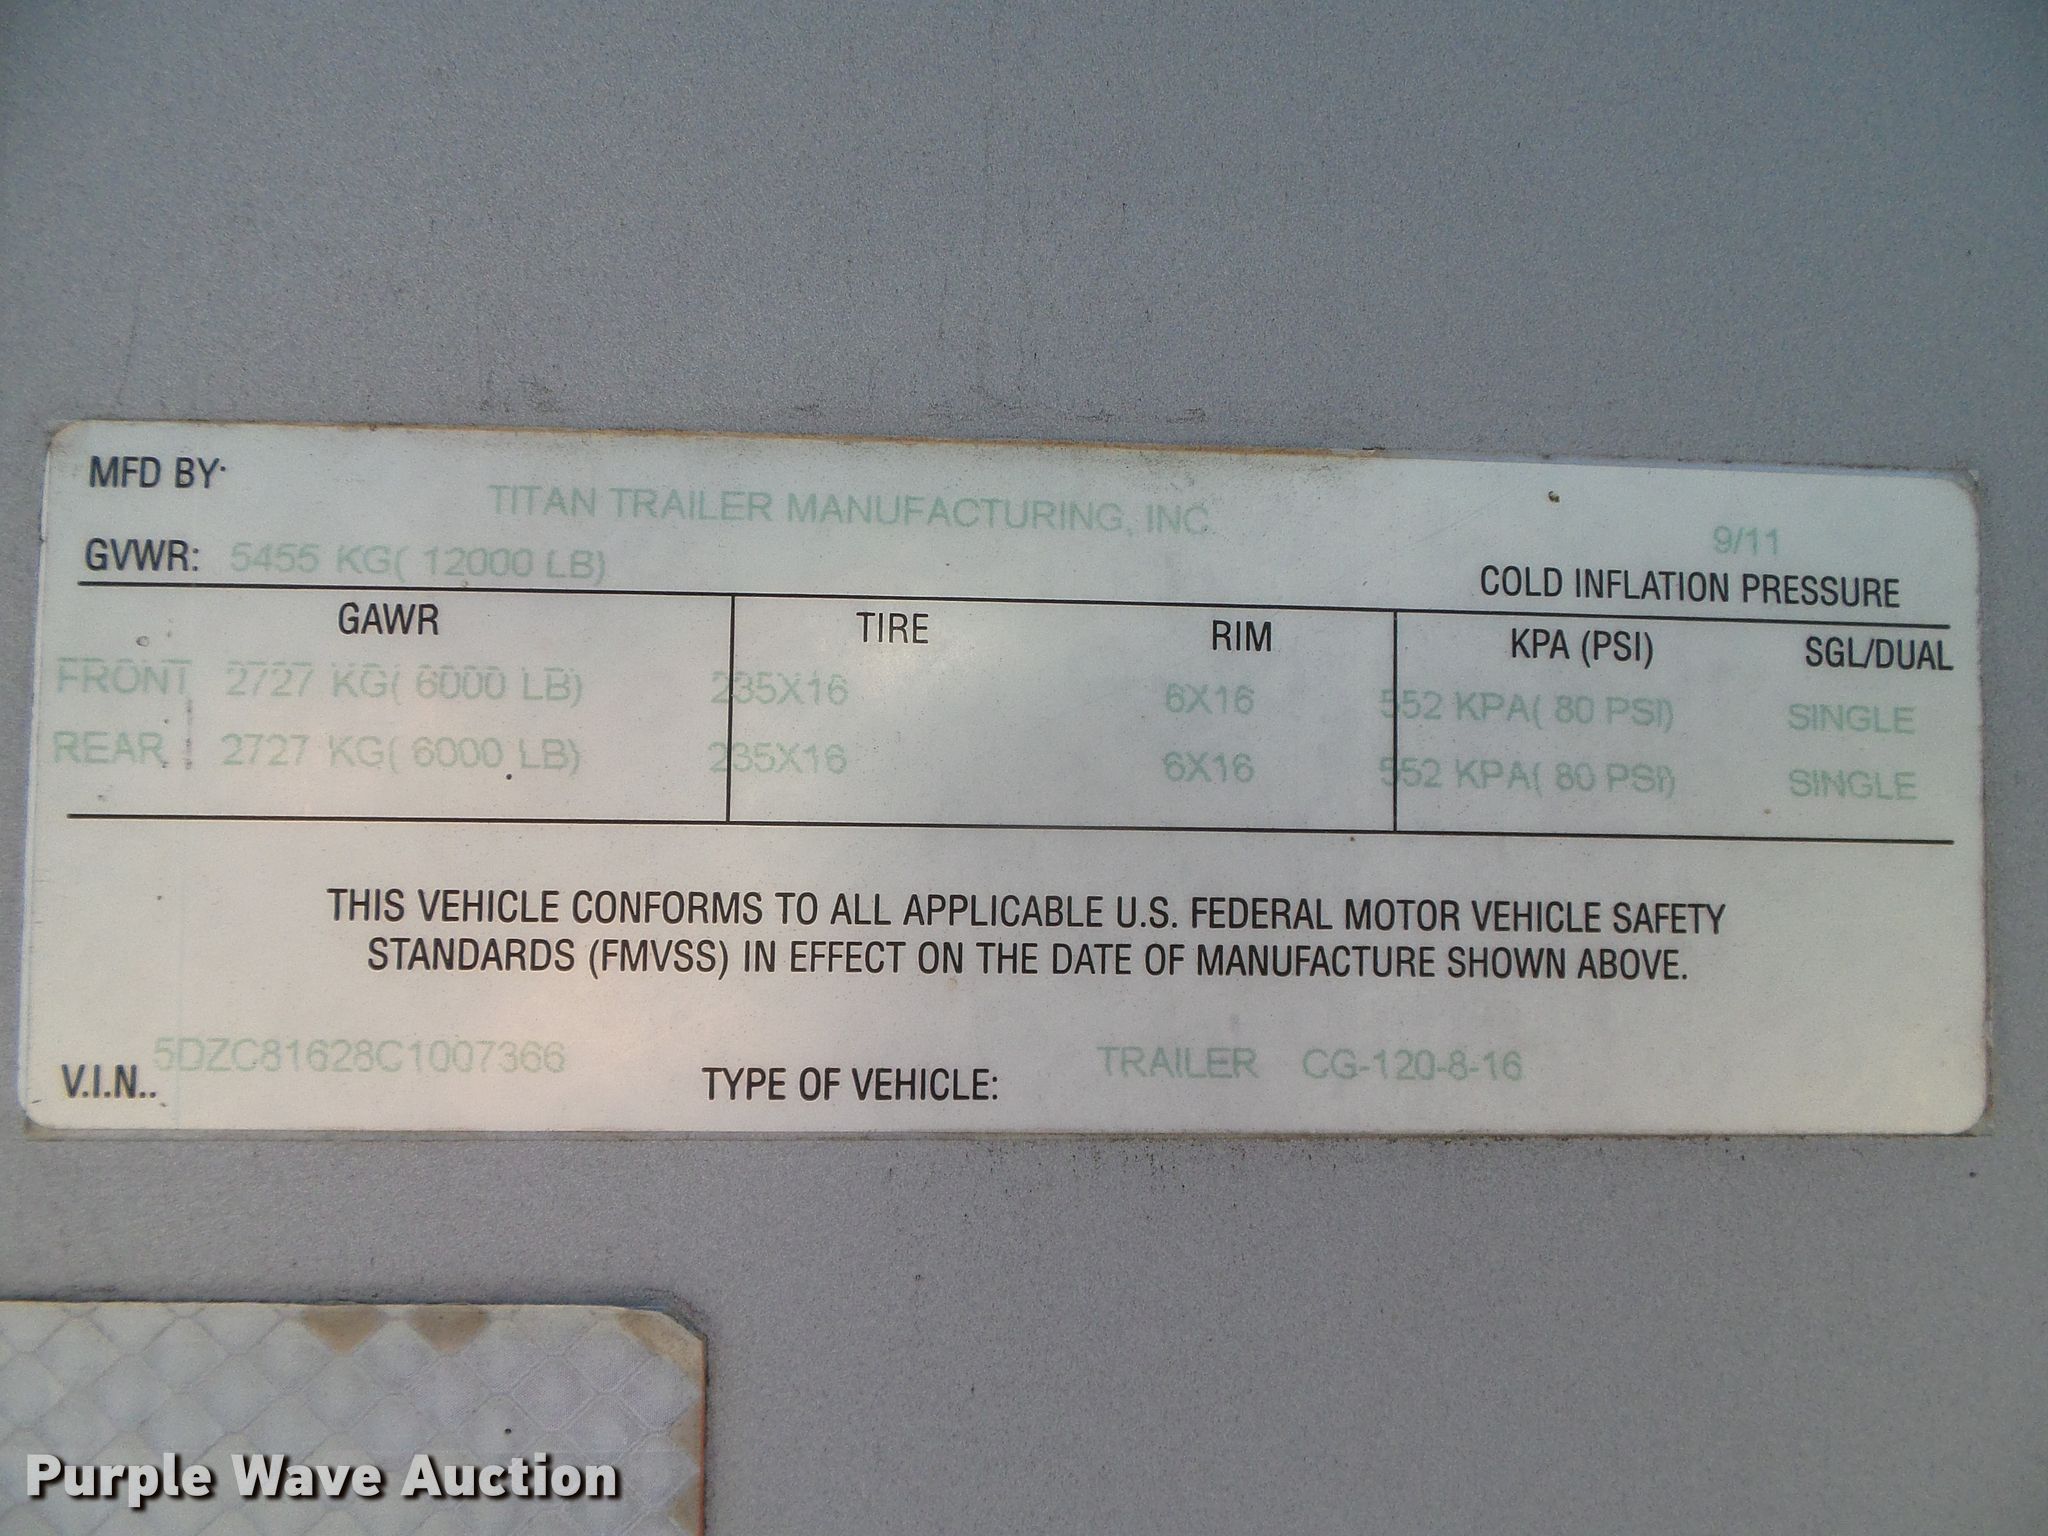 MFD BY:
TITAN TRAILER MANUFACTURING, INC.
9/11
GVWR: 5455 KG( 12000 LB)
COLD INFLATION PRESSURE
GAWR TIRE RIM KPA (PSI) SGL/DUAL
FRONT 2727 KG( 6000 LB) 235X16 6X16 552 KPA( 80 PSI) SINGLE
REAR 2727 KG( 6000 LB) 235X16 6X16 552 KPA( 80 PSI) SINGLE
THIS VEHICLE CONFORMS TO ALL APPLICABLE U.S. FEDERAL MOTOR VEHICLE SAFETY
STANDARDS (FMVSS) IN EFFECT ON THE DATE OF MANUFACTURE SHOWN ABOVE.
V.I.N.. 5DZC81628C1007366 TYPE OF VEHICLE: TRAILER CG-120-8-16
Purple Wave Auction